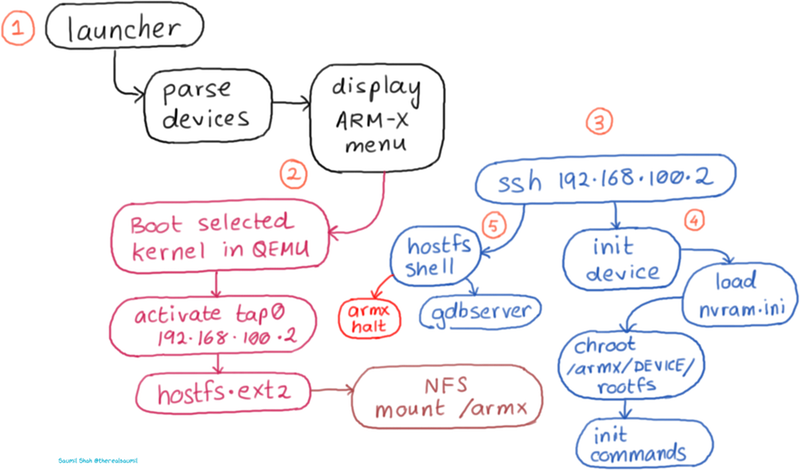 1
launcher
parse
devices
display
ARM-X
menu
2
Boot selected
kernel in QEMU
activate tap0
192.168.100.2
hostfs.ext2
NFS
mount /armx
3
ssh 192.168.100.2
4
init
device
load
nvram.ini
chroot
/armx/DEVICE/
rootfs
init
commands
5
hostfs
shell
armx
halt
gdbserver
Saumil Shah @therealsaumil